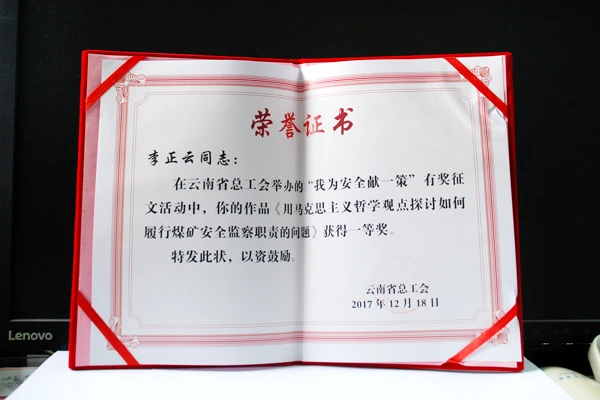 荣誉证书
李正云同志：
在云南省总工会举办的“我为安全献一策”有奖征
文活动中，你的作品《用马克思主义哲学观点探讨如何
履行煤矿安全监察职责的问题》获得一等奖。
特发此状，以资鼓励。
云南省总工会
2017年12月18日
Lenovo